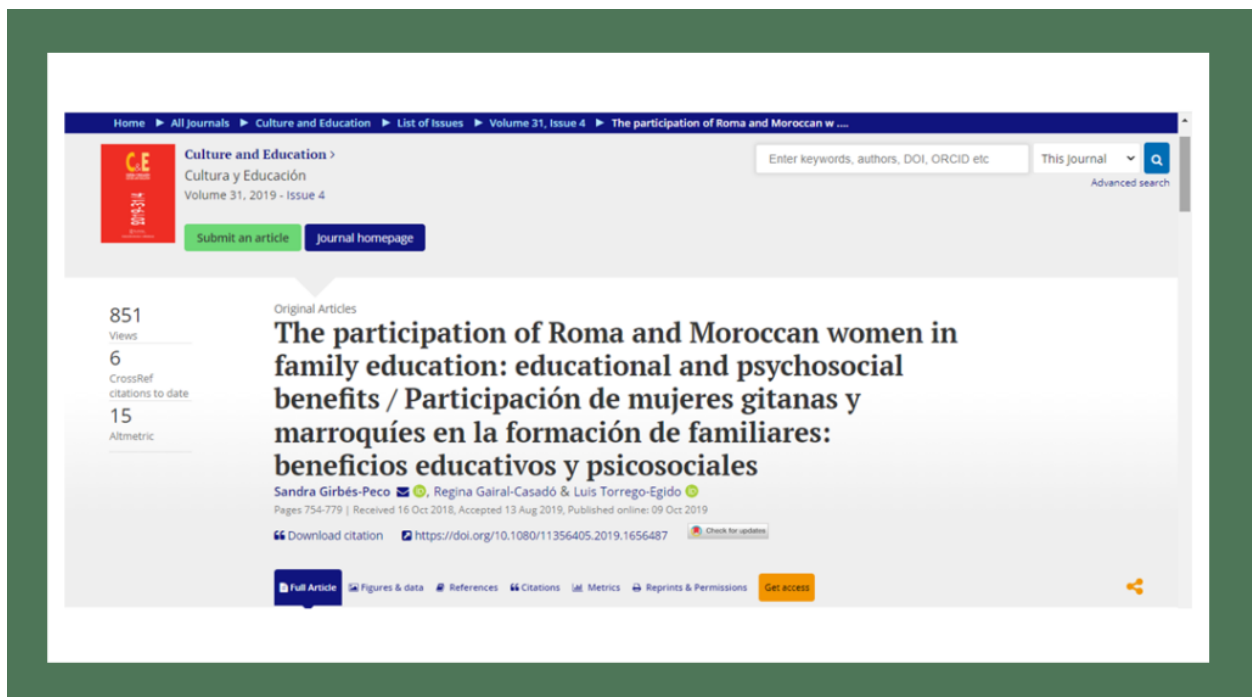 Home ▶ All Journals ▶ Culture and Education ▶ List of Issues ▶ Volume 31, Issue 4 ▶ The participation of Roma and Moroccan w ....
C&E
2019-31/4
Culture and Education >
Cultura y Educación
Volume 31, 2019 - Issue 4
Enter keywords, authors, DOI, ORCID etc
This Journal
Advanced search
Submit an article
Journal homepage
851
Views
6
CrossRef
citations to date
15
Altmetric
Original Articles
The participation of Roma and Moroccan women in
family education: educational and psychosocial
benefits / Participación de mujeres gitanas y
marroquíes en la formación de familiares:
beneficios educativos y psicosociales
Sandra Girbés-Peco, Regina Gairal-Casadó & Luis Torrego-Egido
Pages 754-779 | Received 16 Oct 2018, Accepted 13 Aug 2019, Published online: 09 Oct 2019
Download citation https://doi.org/10.1080/11356405.2019.1656487 Check for updates
Full Article Figures & data References Citations Metrics Reprints & Permissions Get access